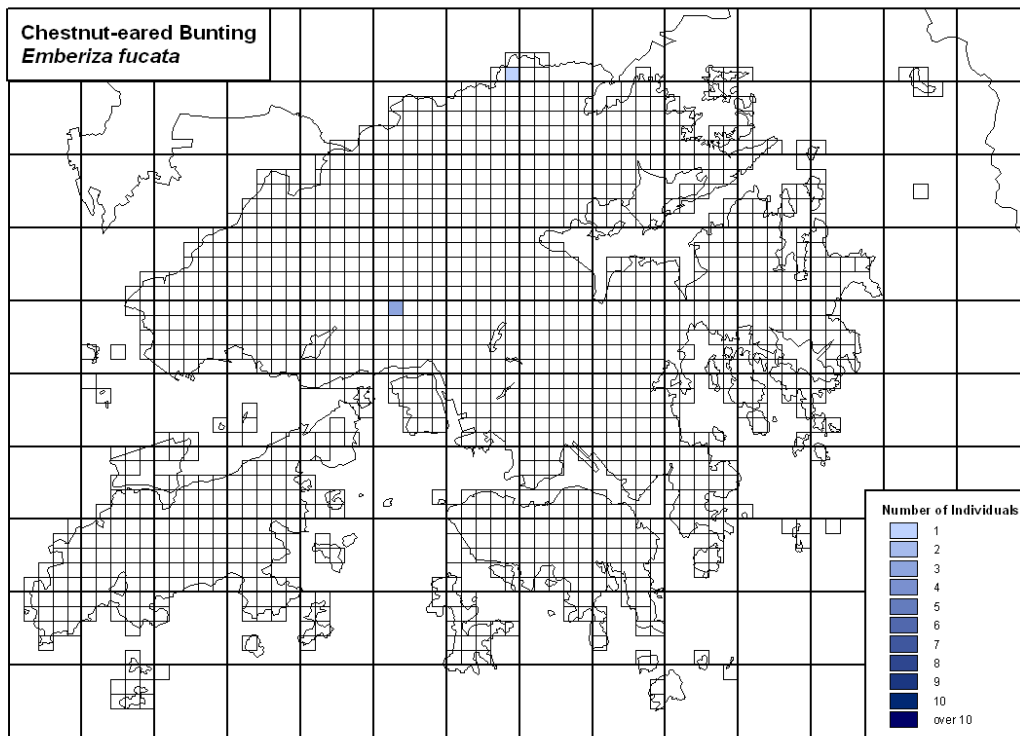 Chestnut-eared Bunting
Emberiza fucata
Number of Individuals
1
2
3
4
5
6
7
8
9
10
over 10